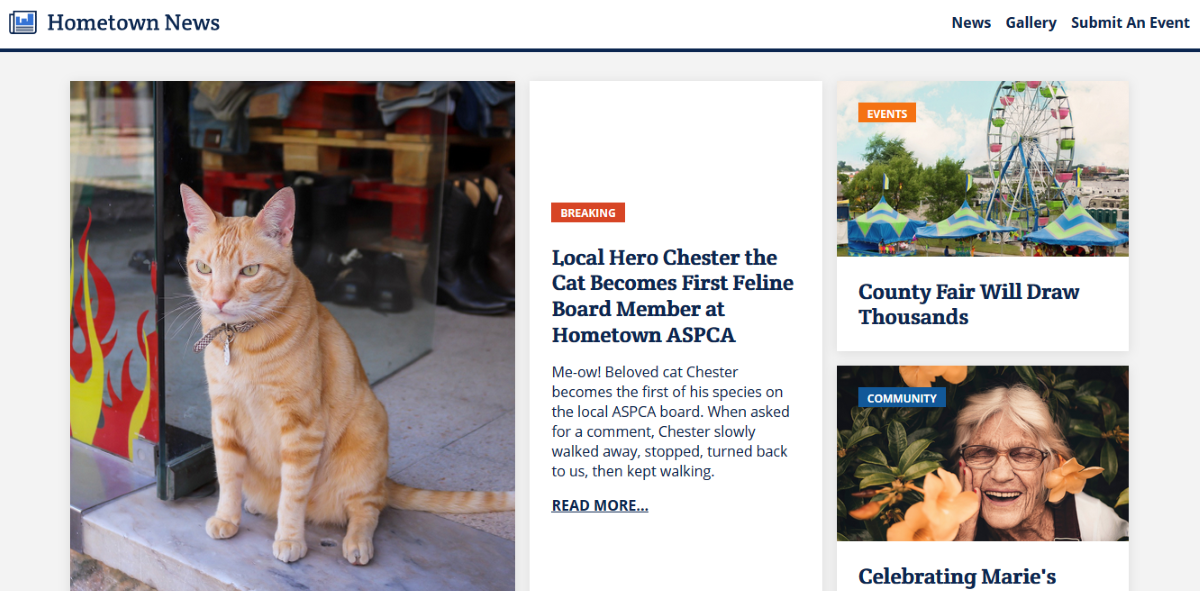 Hometown News
News Gallery Submit An Event
BREAKING
Local Hero Chester the
Cat Becomes First Feline
Board Member at
Hometown ASPCA
Me-ow! Beloved cat Chester
becomes the first of his species on
the local ASPCA board. When asked
for a comment, Chester slowly
walked away, stopped, turned back
to us, then kept walking.
READ MORE...
EVENTS
County Fair Will Draw
Thousands
COMMUNITY
Celebrating Marie's